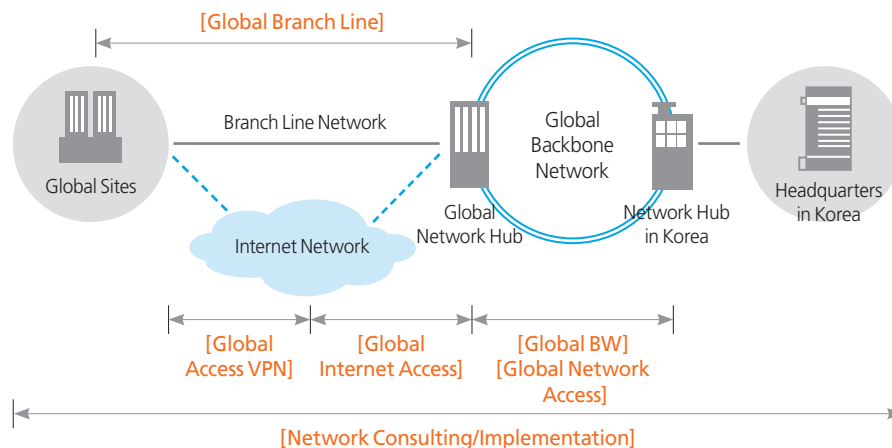 [Global Branch Line]
Branch Line Network
Global Sites
Internet Network
Global
Network Hub
Global
Backbone
Network
Network Hub
in Korea
Headquarters
in Korea
[Global
Access VPN]
[Global
Internet Access]
[Global BW]
[Global Network
Access]
[Network Consulting/Implementation]